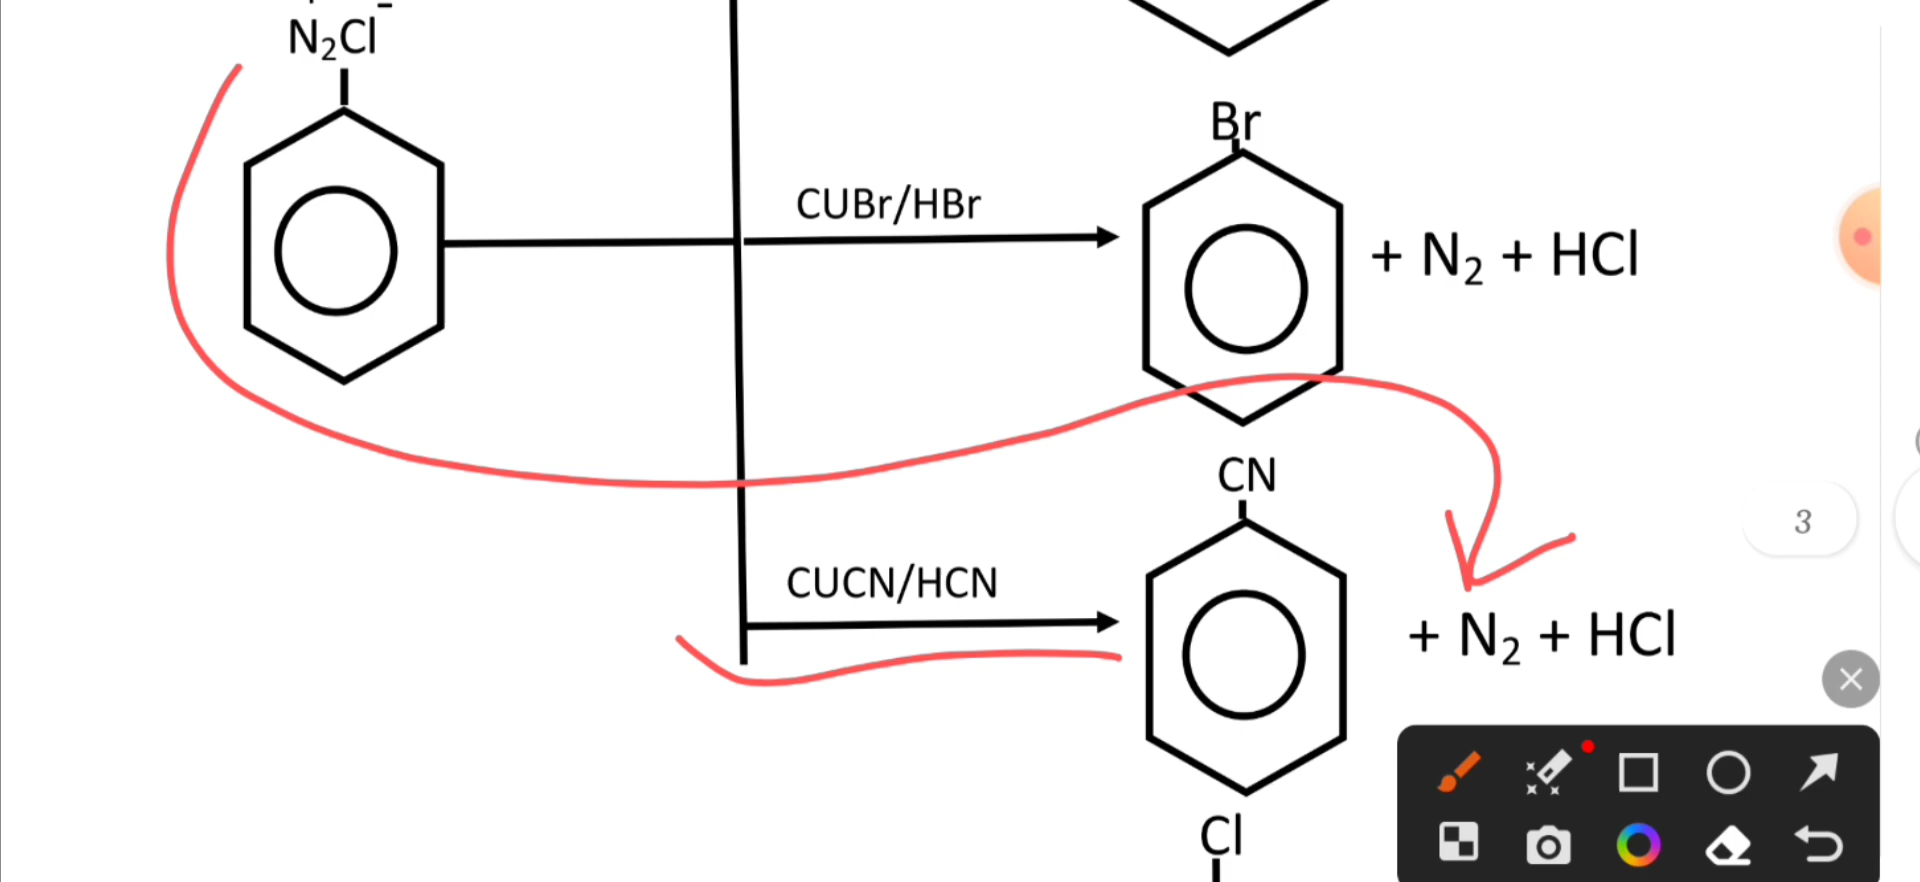 N₂Cl
Br
CUBr/HBr
+ N₂ + HCl
CN
3
CUCN/HCN
+ N₂ + HCl
Cl